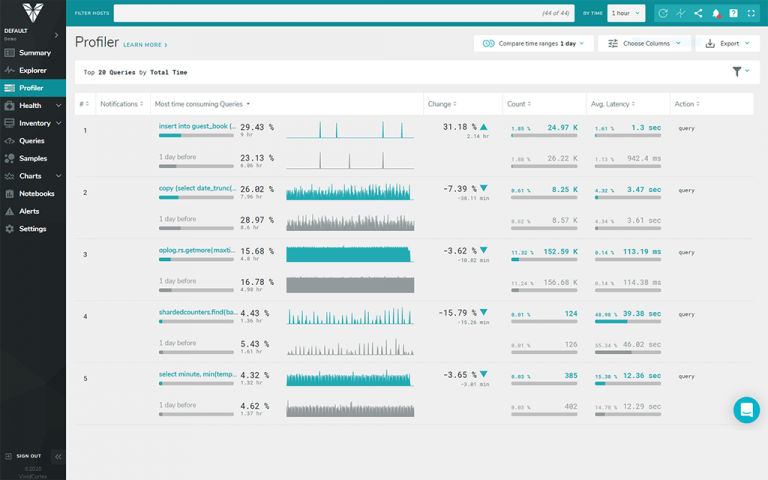 FILTER HOSTS
(44 of 44)
BY TIME
1 hour
DEFAULT
Demo
Summary
Explorer
Profiler
Health
Inventory
Queries
Samples
Charts
Notebooks
Alerts
Settings
SIGN OUT
©2020
VividCortex
Profiler
LEARN MORE >
Compare time ranges 1 day
Choose Columns
Export
Top 20 Queries by Total Time
#
Notifications
Most time consuming Queries
Change
Count
Avg. Latency
Action
1
insert into guest_book (...
29.43 %
9 hr
31.18 %
2.14 hr
1.85 %
24.97 K
1.61 %
1.3 sec
query
1 day before
23.13 %
6.86 hr
1.88 %
26.22 K
1.13 %
942.4 ms
2
copy (select date_trunc(...
26.02 %
7.96 hr
-7.39 %
-38.11 min
0.61 %
8.25 K
4.32 %
3.47 sec
query
1 day before
28.97 %
8.6 hr
0.62 %
8.57 K
4.34 %
3.61 sec
3
oplog.rs.getmore(maxti...
15.68 %
4.8 hr
-3.62 %
-10.82 min
11.32 %
152.59 K
0.14 %
113.19 ms
query
1 day before
16.78 %
4.98 hr
11.24 %
156.68 K
0.14 %
114.38 ms
4
shardedcounters.find(ba...
4.43 %
1.36 hr
-15.79 %
-15.26 min
0.01 %
124
48.98 %
39.38 sec
query
1 day before
5.43 %
1.61 hr
0.01 %
126
55.34 %
46.02 sec
5
select minute, min(temp...
4.32 %
1.32 hr
-3.65 %
-3.01 min
0.03 %
385
15.38 %
12.36 sec
query
1 day before
4.62 %
1.37 hr
0.03 %
402
14.78 %
12.29 sec